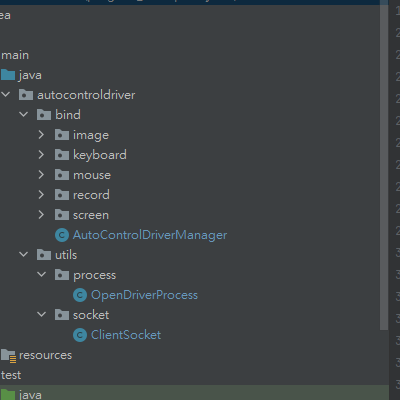 ea
main
java
autocontroldriver
bind
image
keyboard
mouse
record
screen
AutoControlDriverManager
utils
process
OpenDriverProcess
socket
ClientSocket
resources
test
java